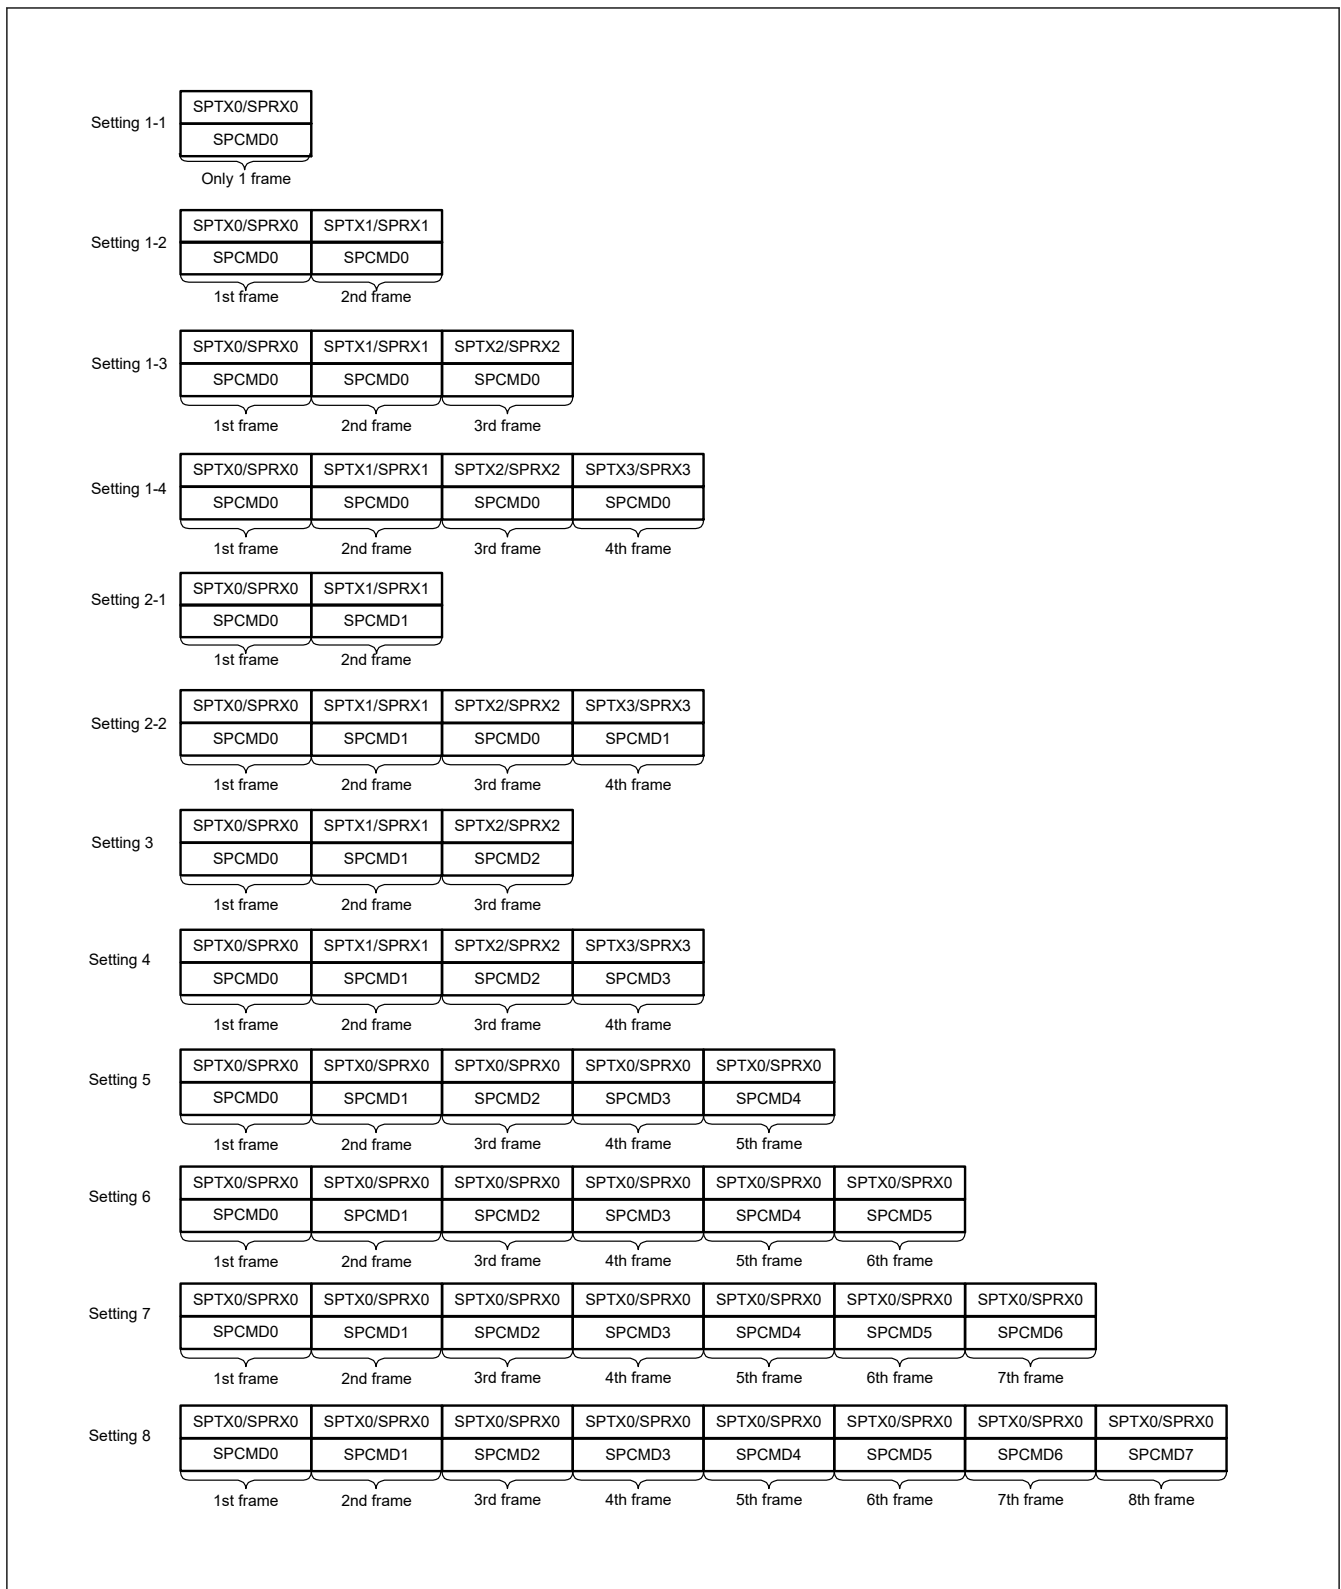 SPTX0/SPRX0
Setting 1-1
SPCMD0
Only 1 frame
SPTX0/SPRX0 SPTX1/SPRX1
Setting 1-2
SPCMD0 SPCMD0
1st frame 2nd frame
SPTX0/SPRX0 SPTX1/SPRX1 SPTX2/SPRX2
Setting 1-3
SPCMD0 SPCMD0 SPCMD0
1st frame 2nd frame 3rd frame
SPTX0/SPRX0 SPTX1/SPRX1 SPTX2/SPRX2 SPTX3/SPRX3
Setting 1-4
SPCMD0 SPCMD0 SPCMD0 SPCMD0
1st frame 2nd frame 3rd frame 4th frame
SPTX0/SPRX0 SPTX1/SPRX1
Setting 2-1
SPCMD0 SPCMD1
1st frame 2nd frame
SPTX0/SPRX0 SPTX1/SPRX1 SPTX2/SPRX2 SPTX3/SPRX3
Setting 2-2
SPCMD0 SPCMD1 SPCMD0 SPCMD1
1st frame 2nd frame 3rd frame 4th frame
SPTX0/SPRX0 SPTX1/SPRX1 SPTX2/SPRX2
Setting 3
SPCMD0 SPCMD1 SPCMD2
1st frame 2nd frame 3rd frame
SPTX0/SPRX0 SPTX1/SPRX1 SPTX2/SPRX2 SPTX3/SPRX3
Setting 4
SPCMD0 SPCMD1 SPCMD2 SPCMD3
1st frame 2nd frame 3rd frame 4th frame
SPTX0/SPRX0 SPTX0/SPRX0 SPTX0/SPRX0 SPTX0/SPRX0 SPTX0/SPRX0
Setting 5
SPCMD0 SPCMD1 SPCMD2 SPCMD3 SPCMD4
1st frame 2nd frame 3rd frame 4th frame 5th frame
SPTX0/SPRX0 SPTX0/SPRX0 SPTX0/SPRX0 SPTX0/SPRX0 SPTX0/SPRX0 SPTX0/SPRX0
Setting 6
SPCMD0 SPCMD1 SPCMD2 SPCMD3 SPCMD4 SPCMD5
1st frame 2nd frame 3rd frame 4th frame 5th frame 6th frame
SPTX0/SPRX0 SPTX0/SPRX0 SPTX0/SPRX0 SPTX0/SPRX0 SPTX0/SPRX0 SPTX0/SPRX0 SPTX0/SPRX0
Setting 7
SPCMD0 SPCMD1 SPCMD2 SPCMD3 SPCMD4 SPCMD5 SPCMD6
1st frame 2nd frame 3rd frame 4th frame 5th frame 6th frame 7th frame
SPTX0/SPRX0 SPTX0/SPRX0 SPTX0/SPRX0 SPTX0/SPRX0 SPTX0/SPRX0 SPTX0/SPRX0 SPTX0/SPRX0 SPTX0/SPRX0
Setting 8
SPCMD0 SPCMD1 SPCMD2 SPCMD3 SPCMD4 SPCMD5 SPCMD6 SPCMD7
1st frame 2nd frame 3rd frame 4th frame 5th frame 6th frame 7th frame 8th frame